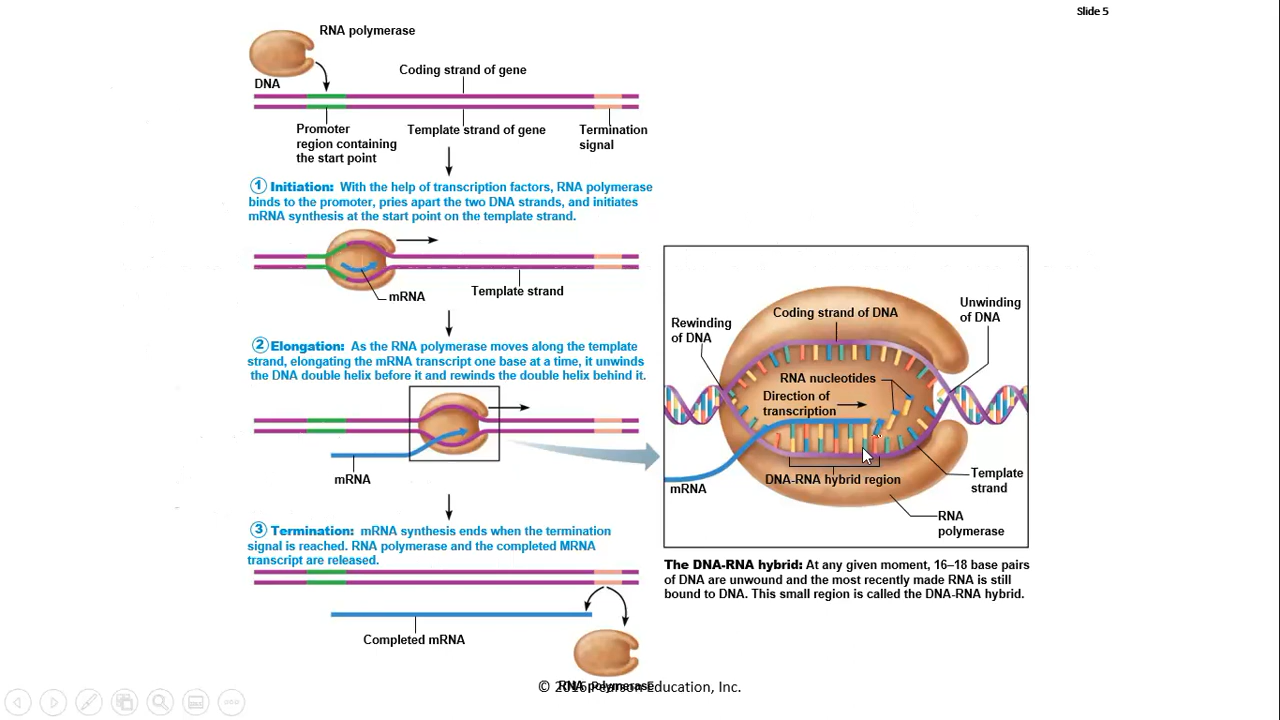 Slide 5
RNA polymerase
DNA
Coding strand of gene
Promoter
region containing
the start point
Template strand of gene
Termination
signal
1 Initiation: With the help of transcription factors, RNA polymerase
binds to the promoter, pries apart the two DNA strands, and initiates
mRNA synthesis at the start point on the template strand.
mRNA
Template strand
2 Elongation: As the RNA polymerase moves along the template
strand, elongating the mRNA transcript one base at a time, it unwinds
the DNA double helix before it and rewinds the double helix behind it.
mRNA
3 Termination: mRNA synthesis ends when the termination
signal is reached. RNA polymerase and the completed MRNA
transcript are released.
Completed mRNA
RNA polymerase
Coding strand of DNA
Unwinding
of DNA
Rewinding
of DNA
RNA nucleotides
Direction of
transcription
mRNA
DNA-RNA hybrid region
Template
strand
RNA
polymerase
The DNA-RNA hybrid: At any given moment, 16–18 base pairs
of DNA are unwound and the most recently made RNA is still
bound to DNA. This small region is called the DNA-RNA hybrid.
© 2016 Pearson Education, Inc.